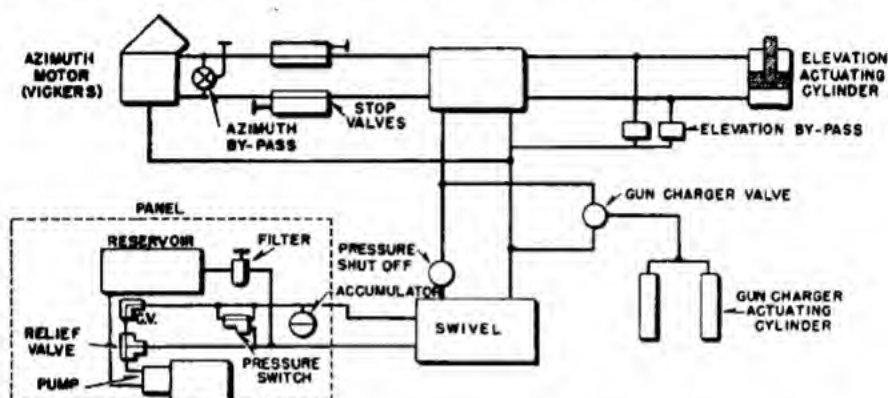 AZIMUTH
MOTOR
(VICKERS)
AZIMUTH
BY-PASS
STOP
VALVES
ELEVATION
ACTUATING
CYLINDER
ELEVATION BY-PASS
GUN CHARGER VALVE
PANEL
RESERVOIR
FILTER
PRESSURE
SHUT OFF
ACCUMULATOR
C.V.
SWIVEL
GUN CHARGER
ACTUATING
CYLINDER
RELIEF
VALVE
PRESSURE
SWITCH
PUMP